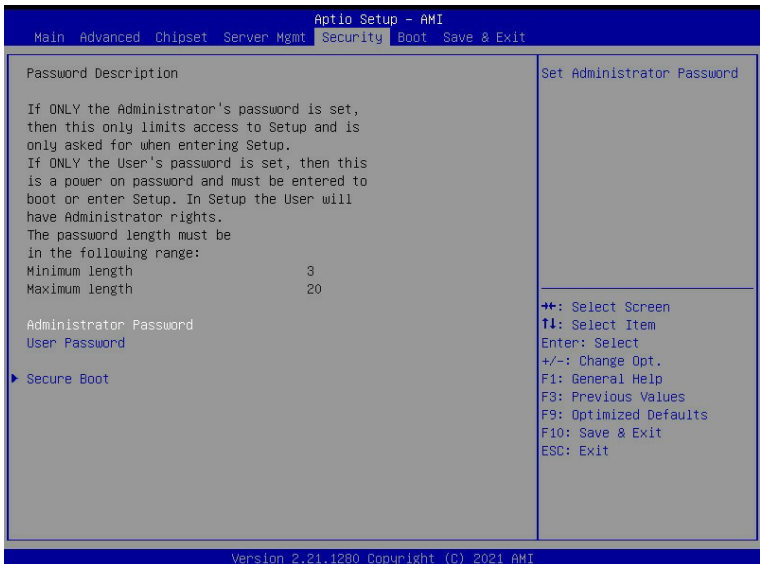 Aptio Setup – AMI
Main Advanced Chipset Server Mgmt Security Boot Save & Exit
Password Description
If ONLY the Administrator's password is set,
then this only limits access to Setup and is
only asked for when entering Setup.
If ONLY the User's password is set, then this
is a power on password and must be entered to
boot or enter Setup. In Setup the User will
have Administrator rights.
The password length must be
in the following range:
Minimum length 3
Maximum length 20
Administrator Password
User Password
▶ Secure Boot
Set Administrator Password
→←: Select Screen
↑↓: Select Item
Enter: Select
+/-: Change Opt.
F1: General Help
F3: Previous Values
F9: Optimized Defaults
F10: Save & Exit
ESC: Exit
Version 2.21.1280 Copyright (C) 2021 AMI